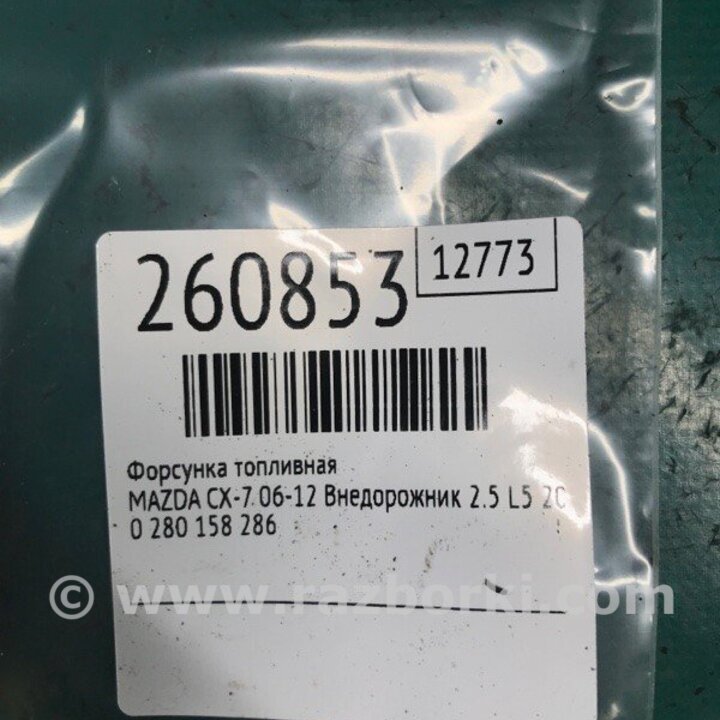 260853
12773
Форсунка топливная
MAZDA CX-7 06-12 Внедорожник 2.5 L5
0 280 158 286
© www.razborki.com